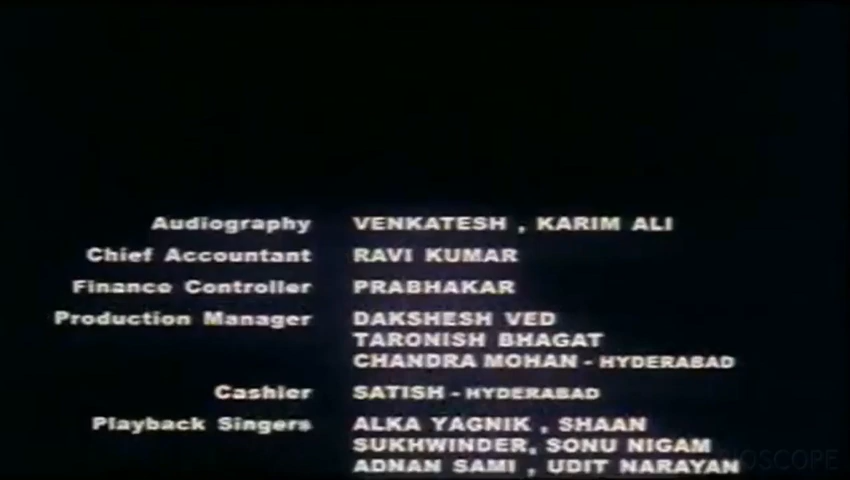 Audiography VENKATESH , KARIM ALI
Chief Accountant RAVI KUMAR
Finance Controller PRABHAKAR
Production Manager DAKSHESH VED
TARONISH BHAGAT
CHANDRA MOHAN - HYDERABAD
Cashier SATISH - HYDERABAD
Playback Singers ALKA YAGNIK , SHAAN
SUKHWINDER, SONU NIGAM
ADNAN SAMI , UDIT NARAYAN